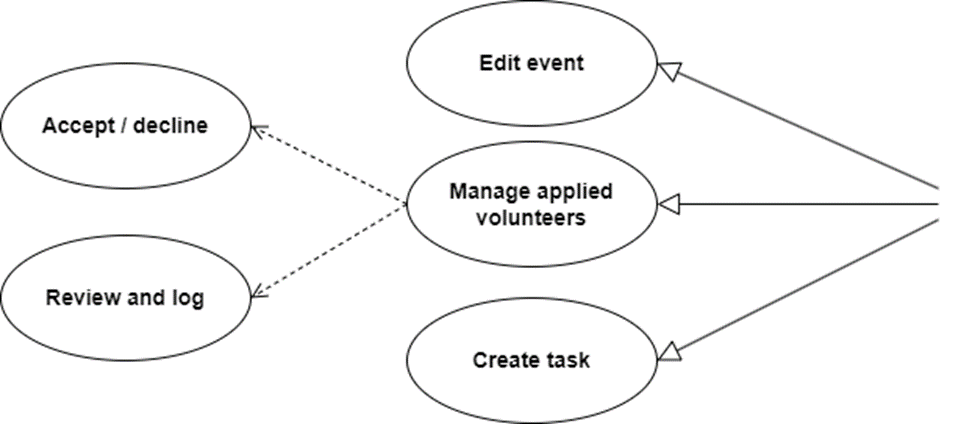 Edit event
Accept / decline
Manage applied
volunteers
Review and log
Create task